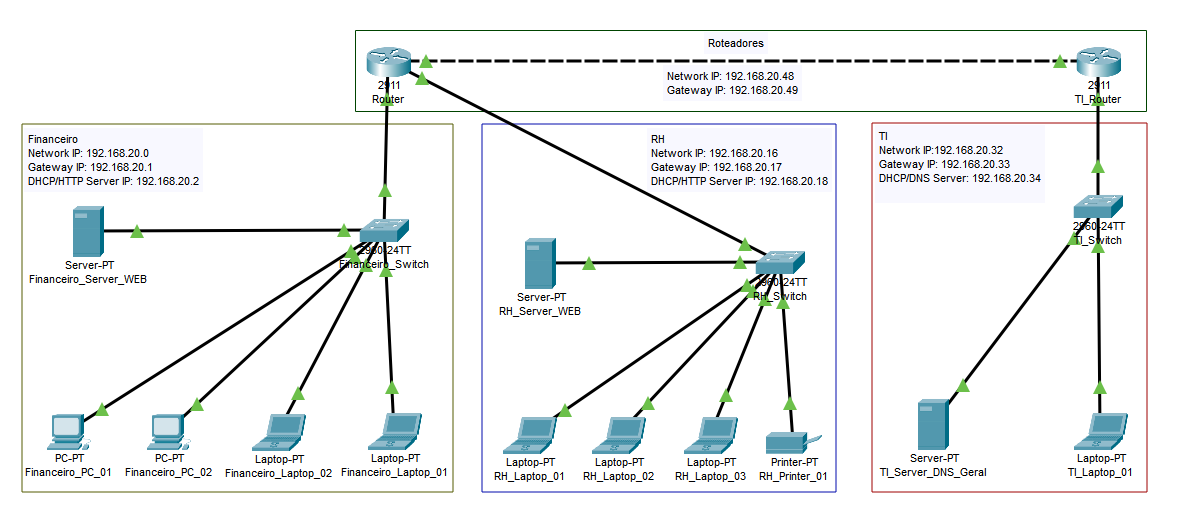 Roteadores
2911
Router
Network IP: 192.168.20.48
Gateway IP: 192.168.20.49
2911
TI_Router
Financeiro
Network IP: 192.168.20.0
Gateway IP: 192.168.20.1
DHCP/HTTP Server IP: 192.168.20.2
Server-PT
Financeiro_Server_WEB
2960-24TT
Financeiro_Switch
PC-PT
Financeiro_PC_01
PC-PT
Financeiro_PC_02
Laptop-PT
Financeiro_Laptop_02
Laptop-PT
Financeiro_Laptop_01
RH
Network IP: 192.168.20.16
Gateway IP: 192.168.20.17
DHCP/HTTP Server IP: 192.168.20.18
Server-PT
RH_Server_WEB
2960-24TT
RH_Switch
Laptop-PT
RH_Laptop_01
Laptop-PT
RH_Laptop_02
Laptop-PT
RH_Laptop_03
Printer-PT
RH_Printer_01
TI
Network IP:192.168.20.32
Gateway IP: 192.168.20.33
DHCP/DNS Server: 192.168.20.34
2960-24TT
TI_Switch
Server-PT
TI_Server_DNS_Geral
Laptop-PT
TI_Laptop_01